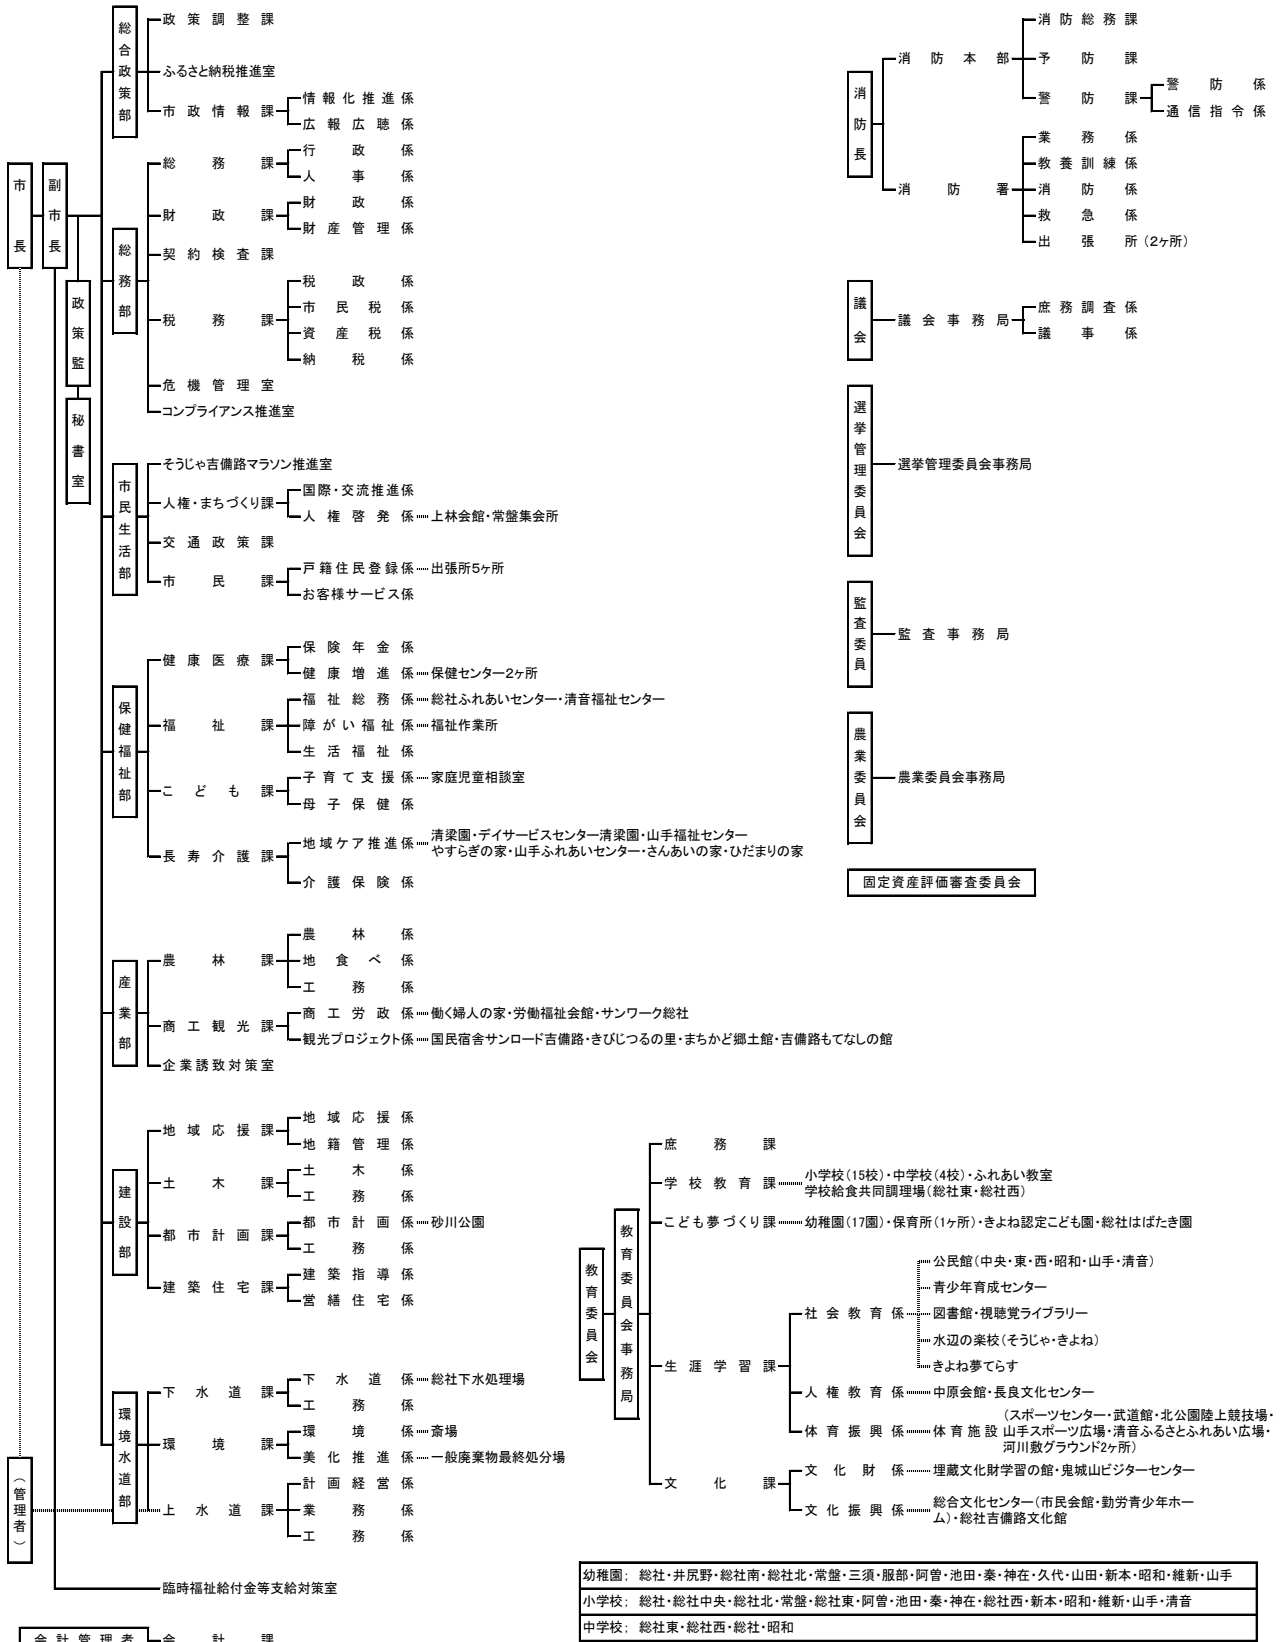 市長
副市長
政策監
秘書室
(管理者)
総合政策部
政策調整課
ふるさと納税推進室
市政情報課
情報化推進係
広報広聴係
総務部
総務課
行政係
人事係
財政課
財政係
財産管理係
契約検査課
税務課
税政係
市民税係
資産税係
納税係
危機管理室
コンプライアンス推進室
市民生活部
そうじゃ吉備路マラソン推進室
人権・まちづくり課
国際・交流推進係
人権啓発係 上林会館・常盤集会所
交通政策課
市民課
戸籍住民登録係 出張所5ヶ所
お客様サービス係
保健福祉部
健康医療課
保険年金係
健康増進係 保健センター2ヶ所
福祉課
福祉総務係 総社ふれあいセンター・清音福祉センター
障がい福祉係 福祉作業所
生活福祉係
こども課
子育て支援係 家庭児童相談室
母子保健係
長寿介護課
地域ケア推進係 清梁園・デイサービスセンター清梁園・山手福祉センター
やすらぎの家・山手ふれあいセンター・さんあいの家・ひだまりの家
介護保険係
産業部
農林課
農林係
地食べ係
工務係
商工観光課
商工労政係 働く婦人の家・労働福祉会館・サンワーク総社
観光プロジェクト係 国民宿舎サンロード吉備路・きびじつるの里・まちかど郷土館・吉備路もてなしの館
企業誘致対策室
建設部
地域応援課
地域応援係
地籍管理係
土木課
土木係
工務係
都市計画課
都市計画係 砂川公園
工務係
建築住宅課
建築指導係
営繕住宅係
環境水道部
下水道課
下水道係 総社下水処理場
工務係
環境課
環境係 斎場
美化推進係 一般廃棄物最終処分場
上水道課
計画経営係
業務係
工務係
臨時福祉給付金等支給対策室
会計管理者 会計課
消防長
消防本部
消防総務課
予防課
警防課
警防係
通信指令係
消防署
業務係
教養訓練係
消防係
救急係
出張所(2ヶ所)
議会
議会事務局
庶務調査係
議事係
選挙管理委員会
選挙管理委員会事務局
監査委員
監査事務局
農業委員会
農業委員会事務局
固定資産評価審査委員会
教育委員会
教育委員会事務局
庶務課
学校教育課 小学校(15校)・中学校(4校)・ふれあい教室
学校給食共同調理場(総社東・総社西)
こども夢づくり課 幼稚園(17園)・保育所(1ヶ所)・きよね認定こども園・総社はばたき園
生涯学習課
社会教育係
公民館(中央・東・西・昭和・山手・清音)
青少年育成センター
図書館・視聴覚ライブラリー
水辺の楽校(そうじゃ・きよね)
きよね夢てらす
人権教育係 中原会館・長良文化センター
体育振興係 体育施設
(スポーツセンター・武道館・北公園陸上競技場・
山手スポーツ広場・清音ふるさとふれあい広場・
河川敷グラウンド2ヶ所)
文化課
文化財係 埋蔵文化財学習の館・鬼城山ビジターセンター
文化振興係 総合文化センター(市民会館・勤労青少年ホー
ム)・総社吉備路文化館
幼稚園; 総社・井尻野・総社南・総社北・常盤・三須・服部・阿曽・池田・秦・神在・久代・山田・新本・昭和・維新・山手
小学校; 総社・総社中央・総社北・常盤・総社東・阿曽・池田・秦・神在・総社西・新本・昭和・維新・山手・清音
中学校; 総社東・総社西・総社・昭和